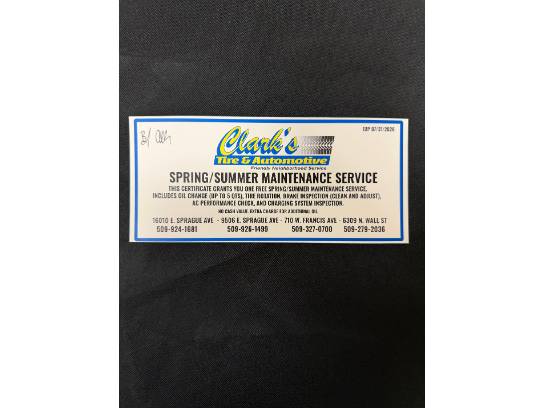 EXP 07/31/2026
Clark's
Tire & Automotive
Friendly Neighborhood Service
SPRING/SUMMER MAINTENANCE SERVICE
THIS CERTIFICATE GRANTS YOU ONE FREE SPRING/SUMMER MAINTENANCE SERVICE,
INCLUDES OIL CHANGE (UP TO 5 QTS), TIRE ROTATION, BRAKE INSPECTION (CLEAN AND ADJUST),
AC PERFORMANCE CHECK, AND CHARGING SYSTEM INSPECTION.
NO CASH VALUE. EXTRA CHARGE FOR ADDITIONAL OIL
16010 E. SPRAGUE AVE - 9506 E. SPRAGUE AVE - 710 W. FRANCIS AVE - 6309 N. WALL ST
509-924-1681 509-926-1499 509-327-0700 509-279-2036